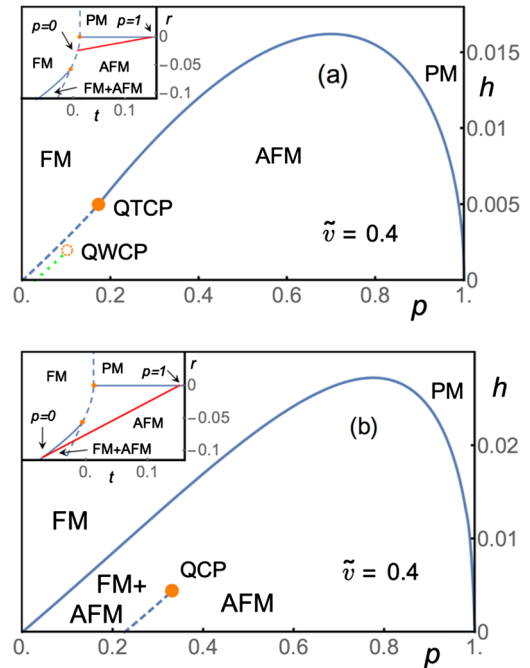 PM p=1 r
p=0
0
FM
AFM
−0.05
FM+AFM
−0.1
0. 0.1
t
(a)
0.015
PM
h
0.01
FM
AFM
QTCP
0.005
QWCP
ṽ = 0.4
0
0. 0.2 0.4 0.6 0.8 1.
p
FM PM r
p=1
0
p=0
AFM
−0.05
FM+AFM
−0.1
0. 0.1
t
PM
h
(b)
0.02
FM
0.01
QCP
FM+
AFM
AFM
ṽ = 0.4
0
0. 0.2 0.4 0.6 0.8 1.
p